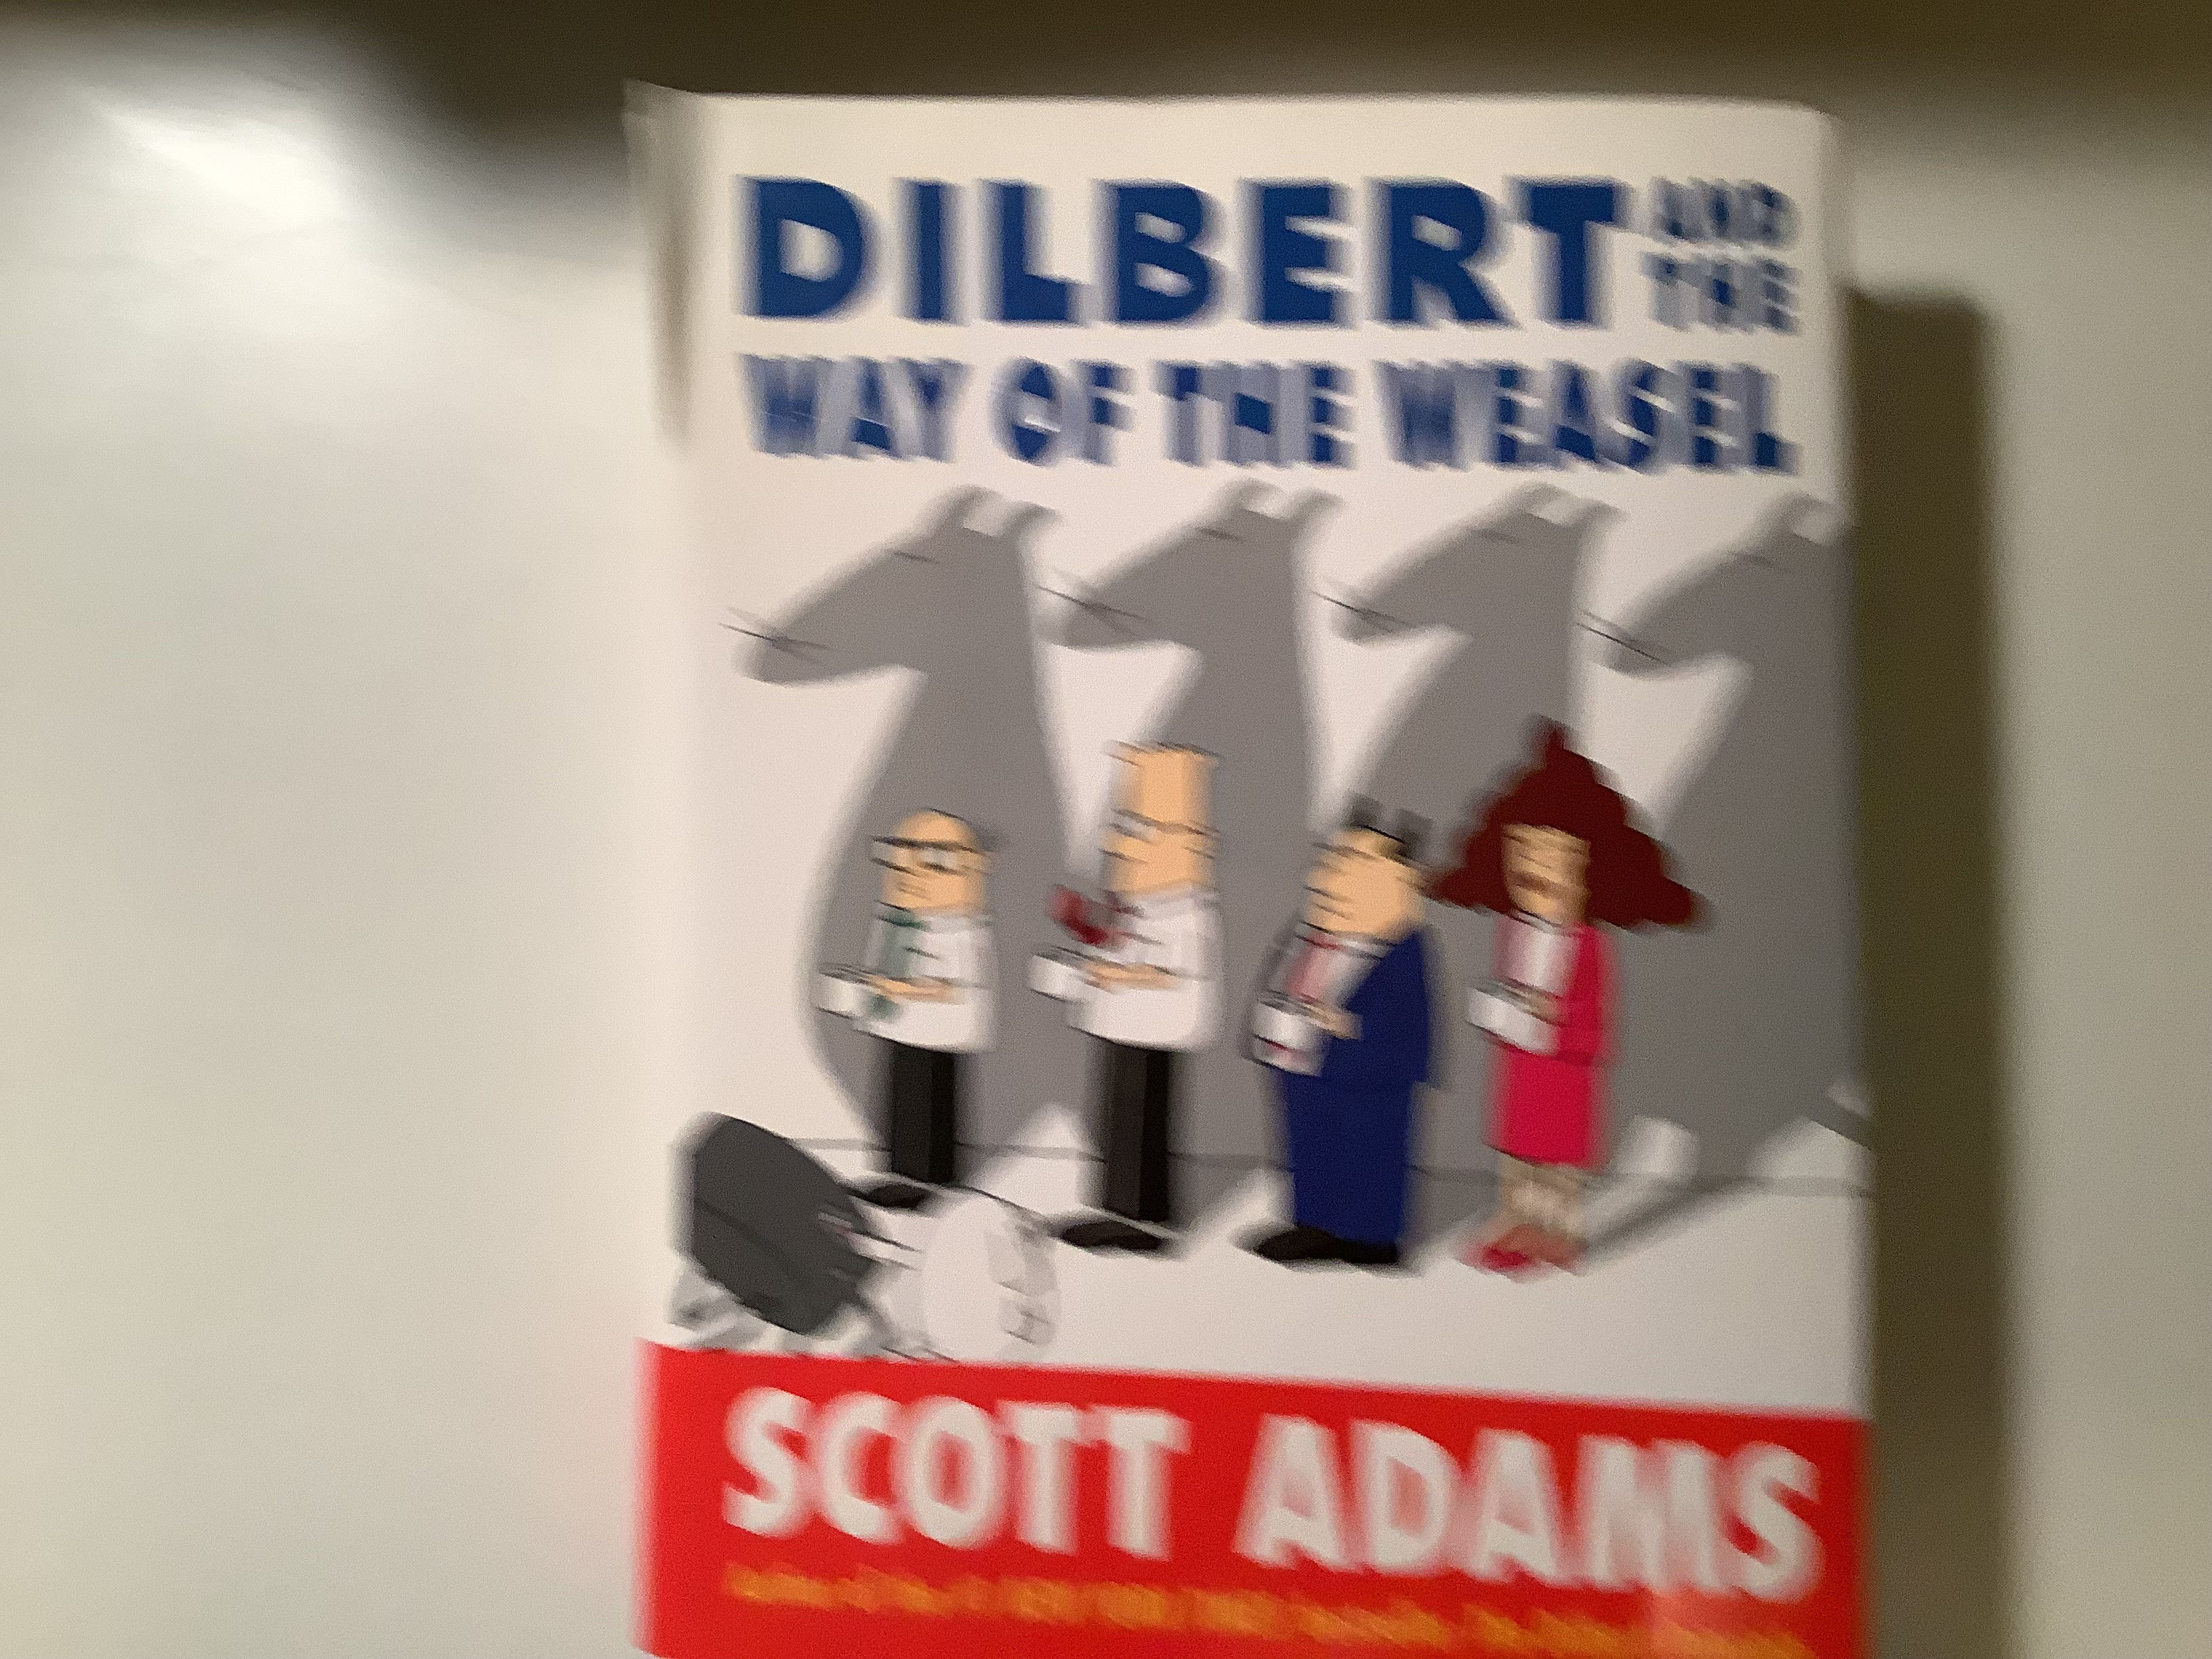 DILBERT AND
THE
WAY OF THE WEASEL
SCOTT ADAMS